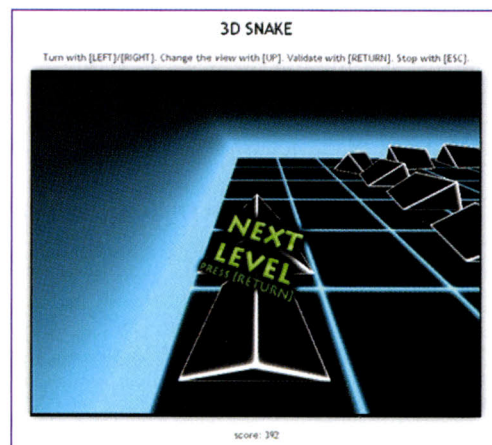 3D SNAKE
Turn with [LEFT]/[RIGHT]. Change the view with [UP]. Validate with [RETURN]. Stop with [ESC].
NEXT
LEVEL
PRESS [RETURN]
score: 392